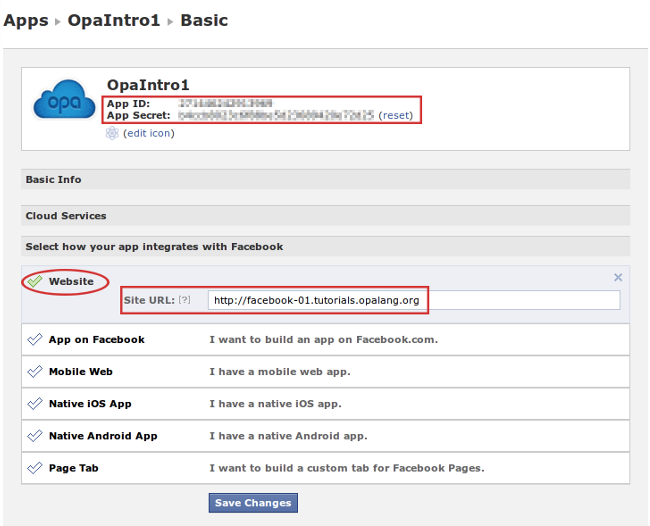 Apps ▸ OpaIntro1 ▸ Basic
opa
OpaIntro1
App ID:
App Secret: (reset)
(edit icon)
Basic Info
Cloud Services
Select how your app integrates with Facebook
Website
Site URL: [?] http://facebook-01.tutorials.opalang.org
App on Facebook I want to build an app on Facebook.com.
Mobile Web I have a mobile web app.
Native iOS App I have a native iOS app.
Native Android App I have a native Android app.
Page Tab I want to build a custom tab for Facebook Pages.
Save Changes